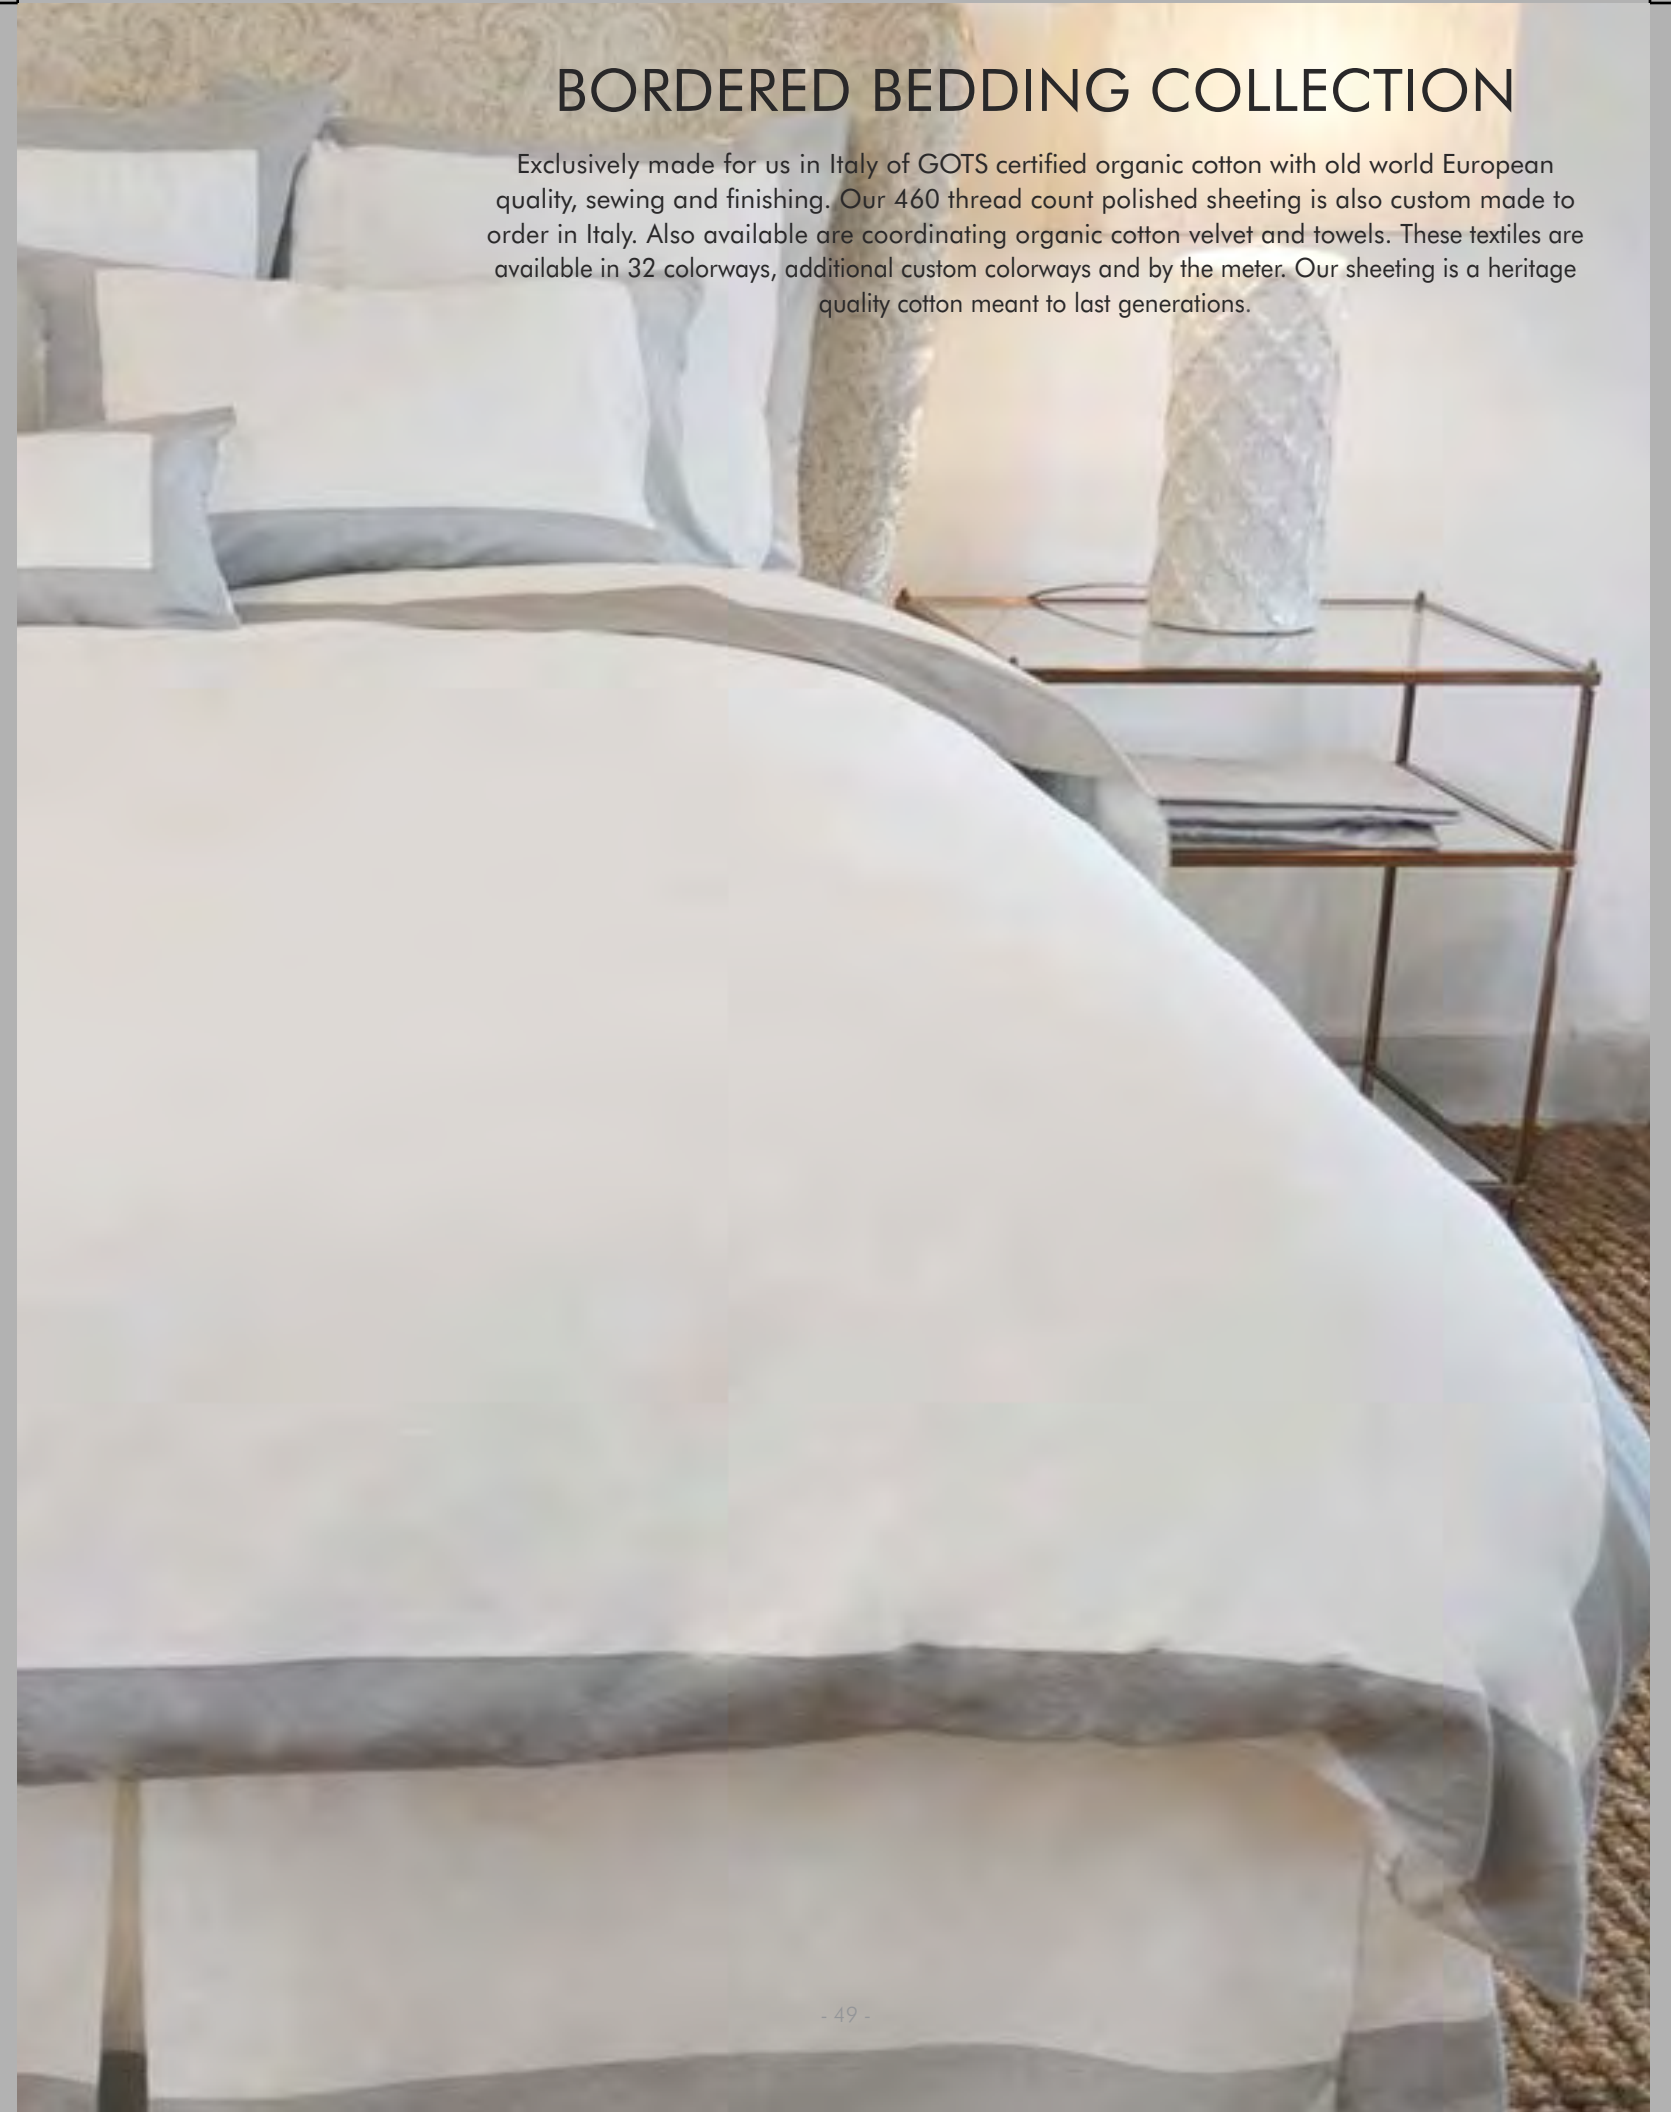 BORDERED BEDDING COLLECTION
Exclusively made for us in Italy of GOTS certified organic cotton with old world European
quality, sewing and finishing. Our 460 thread count polished sheeting is also custom made to
order in Italy. Also available are coordinating organic cotton velvet and towels. These textiles are
available in 32 colorways, additional custom colorways and by the meter. Our sheeting is a heritage
quality cotton meant to last generations.
- 49 -